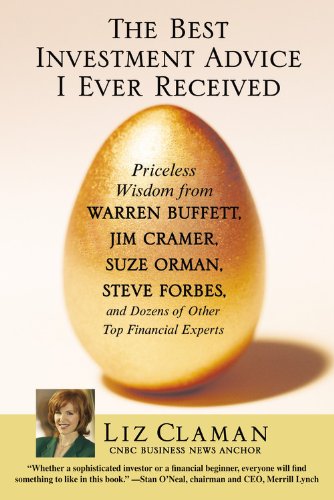 THE BEST
INVESTMENT ADVICE
I EVER RECEIVED
Priceless
Wisdom from
WARREN BUFFETT,
JIM CRAMER,
SUZE ORMAN,
STEVE FORBES,
and Dozens of Other
Top Financial Experts
LIZ CLAMAN
CNBC BUSINESS NEWS ANCHOR
"Whether a sophisticated investor or a financial beginner, everyone will find
something to like in this book." —Stan O'Neal, chairman and CEO, Merrill Lynch